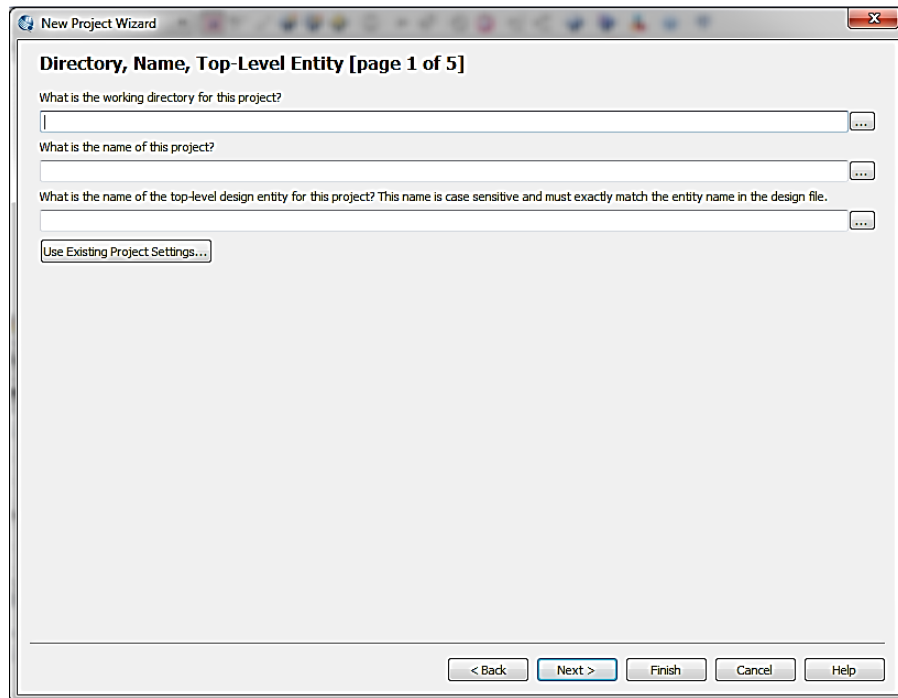 New Project Wizard
Directory, Name, Top-Level Entity [page 1 of 5]
What is the working directory for this project?
...
What is the name of this project?
...
What is the name of the top-level design entity for this project? This name is case sensitive and must exactly match the entity name in the design file.
...
Use Existing Project Settings...
< Back Next > Finish Cancel Help